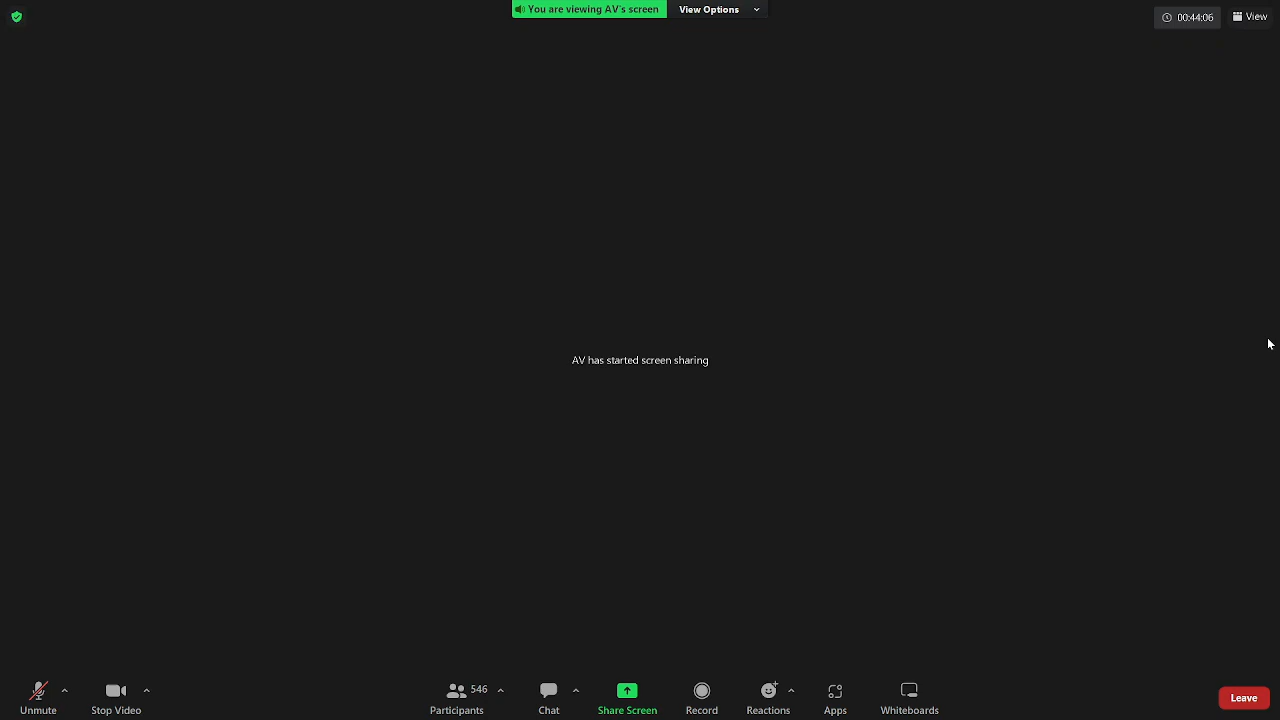 You are viewing AV's screen
View Options
00:44:06
View
AV has started screen sharing
Unmute
Stop Video
546
Participants
Chat
Share Screen
Record
Reactions
Apps
Whiteboards
Leave